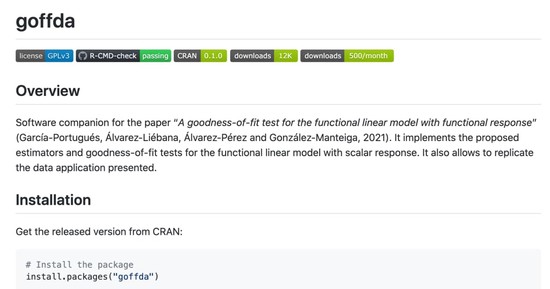 goffda
license GPLv3 R-CMD-check passing CRAN 0.1.0 downloads 12K downloads 500/month
Overview
Software companion for the paper “A goodness-of-fit test for the functional linear model with functional response”
(García-Portugués, Álvarez-Liébana, Álvarez-Pérez and González-Manteiga, 2021). It implements the proposed
estimators and goodness-of-fit tests for the functional linear model with scalar response. It also allows to replicate
the data application presented.
Installation
Get the released version from CRAN:
# Install the package
install.packages("goffda")